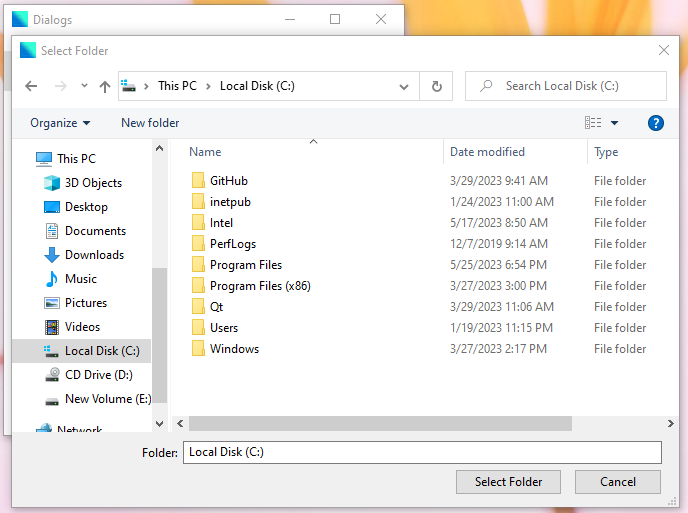 Dialogs
Select Folder
This PC > Local Disk (C:)
Search Local Disk (C:)
Organize
New folder
?
This PC
3D Objects
Desktop
Documents
Downloads
Music
Pictures
Videos
Local Disk (C:)
CD Drive (D:)
New Volume (E:)
Network
Name Date modified Type
GitHub 3/29/2023 9:41 AM File folder
inetpub 1/24/2023 11:00 AM File folder
Intel 5/17/2023 8:50 AM File folder
PerfLogs 12/7/2019 9:14 AM File folder
Program Files 5/25/2023 6:54 PM File folder
Program Files (x86) 3/27/2023 3:00 PM File folder
Qt 3/29/2023 11:06 AM File folder
Users 1/19/2023 11:15 PM File folder
Windows 3/27/2023 2:17 PM File folder
Folder: Local Disk (C:)
Select Folder Cancel